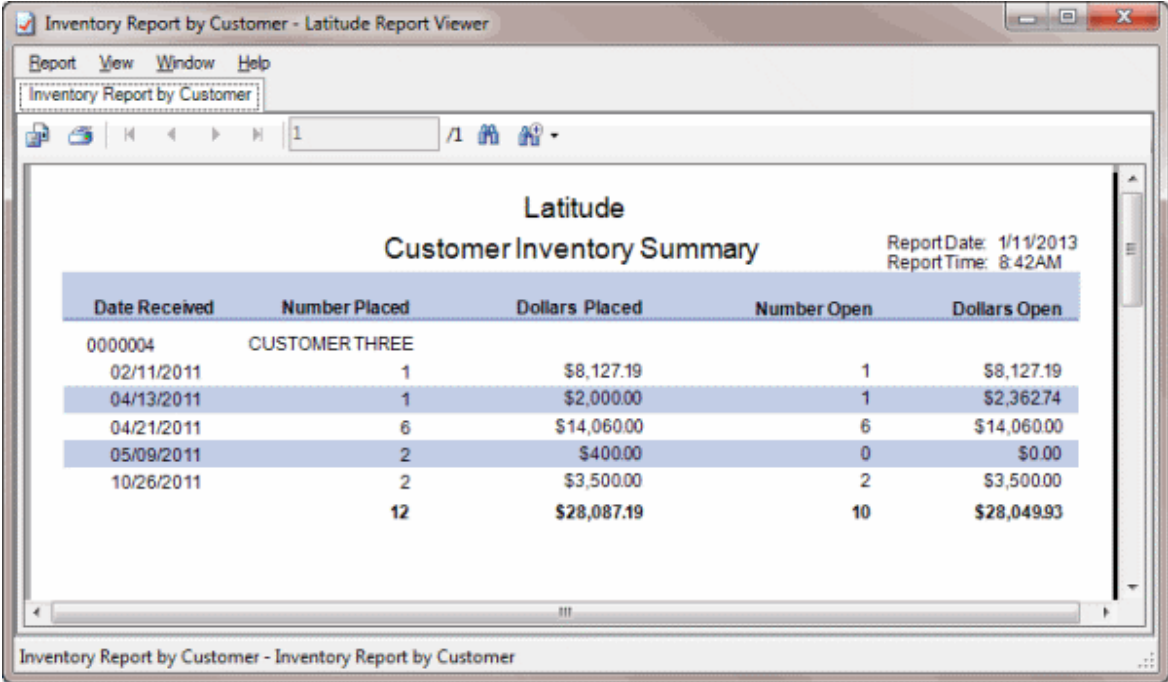 Inventory Report by Customer - Latitude Report Viewer
Report View Window Help
Inventory Report by Customer
1 /1
Latitude
Customer Inventory Summary
Report Date: 1/11/2013
Report Time: 8:42AM
Date Received Number Placed Dollars Placed Number Open Dollars Open
0000004 CUSTOMER THREE
02/11/2011 1 $8,127.19 1 $8,127.19
04/13/2011 1 $2,000.00 1 $2,362.74
04/21/2011 6 $14,060.00 6 $14,060.00
05/09/2011 2 $400.00 0 $0.00
10/26/2011 2 $3,500.00 2 $3,500.00
12 $28,087.19 10 $28,049.93
Inventory Report by Customer - Inventory Report by Customer